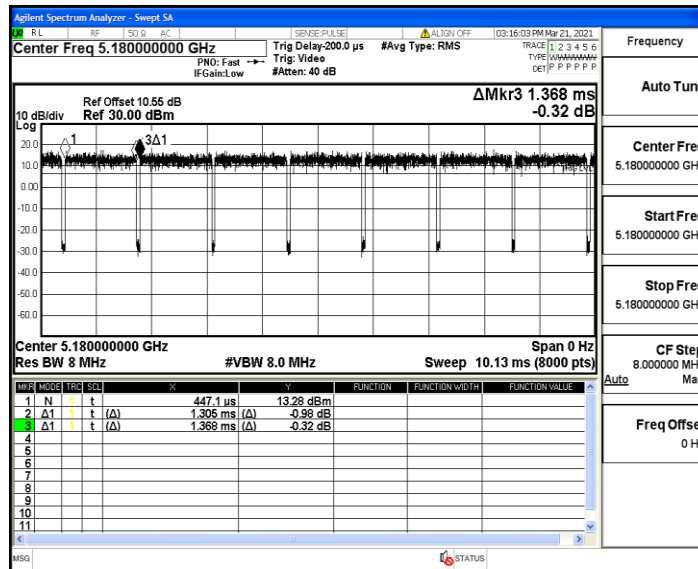 Agilent Spectrum Analyzer - Swept SA
RL RF 50 Ω AC SENSE:PULSE ALIGN OFF 03:16:03 PM Mar 21, 2021
Center Freq 5.180000000 GHz
PNO: Fast
IFGain:Low
Trig Delay-200.0 µs
Trig: Video
#Atten: 40 dB
#Avg Type: RMS
TRACE 1 2 3 4 5 6
TYPE
DET P P P P P P
ΔMkr3 1.368 ms
-0.32 dB
Ref Offset 10.55 dB
10 dB/div Ref 30.00 dBm
Log
1
3Δ1
20.0
10.0
0.00
-10.0
-20.0
-30.0
-40.0
-50.0
-60.0
Center 5.180000000 GHz Span 0 Hz
Res BW 8 MHz #VBW 8.0 MHz Sweep 10.13 ms (8000 pts)
MKR MODE TRC SCL X Y FUNCTION FUNCTION WIDTH FUNCTION VALUE
1 N 1 t 447.1 µs 13.28 dBm
2 Δ1 1 t (Δ) 1.305 ms (Δ) -0.98 dB
3 Δ1 1 t (Δ) 1.368 ms (Δ) -0.32 dB
4
5
6
7
8
9
10
11
MSG STATUS
Frequency
Auto Tun
Center Fre
5.180000000 GH
Start Fre
5.180000000 GH
Stop Fre
5.180000000 GH
CF Step
8.000000 MH
Auto Ma
Freq Offse
0 H